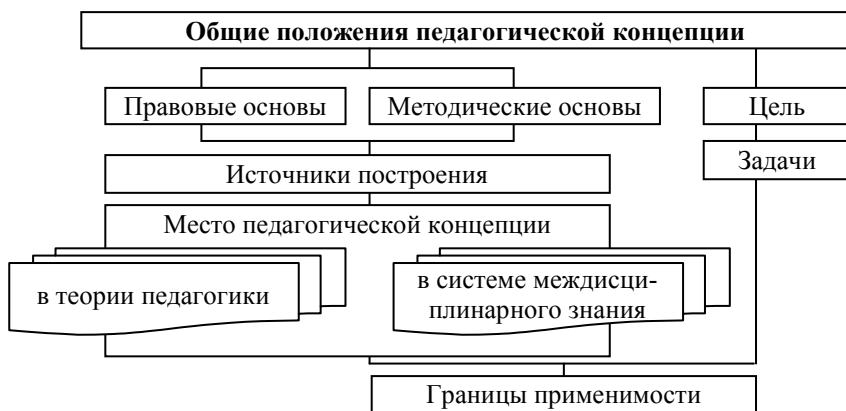 Общие положения педагогической концепции
Правовые основы
Методические основы
Цель
Задачи
Источники построения
Место педагогической концепции
в теории педагогики
в системе междисци-
плинарного знания
Границы применимости